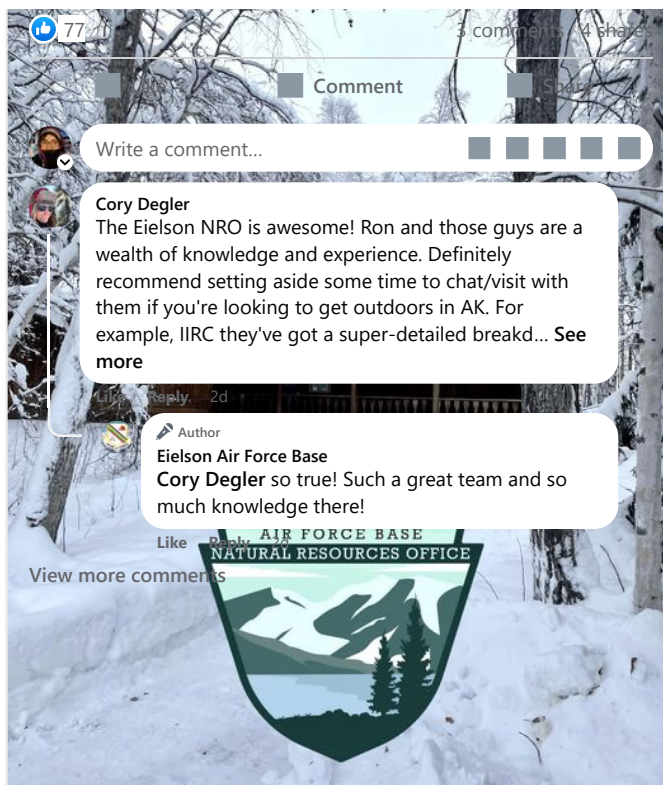 77
3 comments 4 shares
Comment
Share
Write a comment...
Cory Degler
The Eielson NRO is awesome! Ron and those guys are a
wealth of knowledge and experience. Definitely
recommend setting aside some time to chat/visit with
them if you're looking to get outdoors in AK. For
example, IIRC they've got a super-detailed breakd... See
more
Like Reply 2d
Author
Eielson Air Force Base
Cory Degler so true! Such a great team and so
much knowledge there!
Like Reply 2d
AIR FORCE BASE
NATURAL RESOURCES OFFICE
View more comments